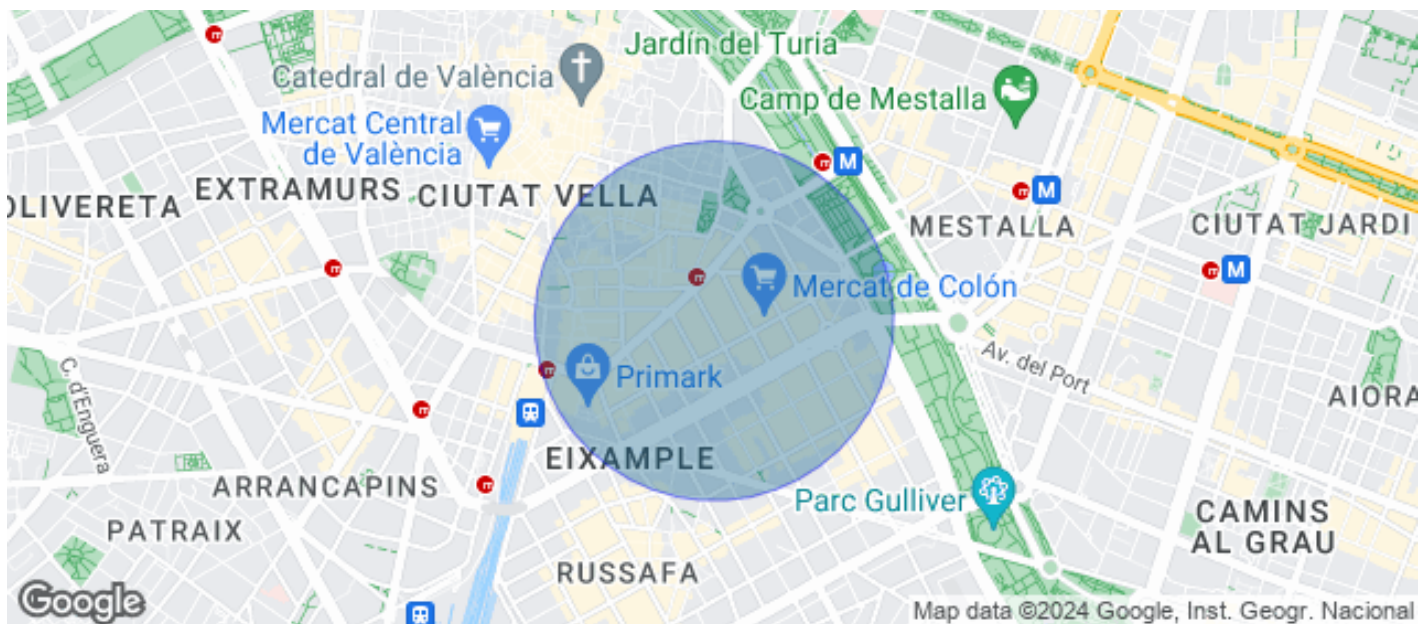 Jardín del Turia
Catedral de València
Camp de Mestalla
Mercat Central
de València
M
EXTRAMURS
CIUTAT VELLA
M
OLIVERETA
MESTALLA
CIUTAT JARDI
M
Mercat de Colón
Primark
Av. del Port
C. d'Enguera
AIORA
EIXAMPLE
ARRANCAPINS
Parc Gulliver
CAMINS
AL GRAU
PATRAIX
RUSSAFA
Google
Map data ©2024 Google, Inst. Geogr. Nacional